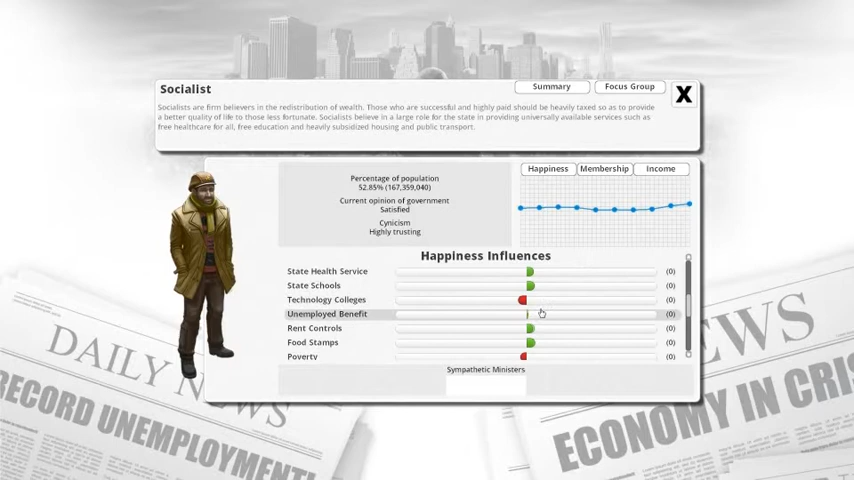 Socialist
Summary
Focus Group
X
Socialists are firm believers in the redistribution of wealth. Those who are successful and highly paid should be heavily taxed so as to provide
a better quality of life to those less fortunate. Socialists believe in a large role for the state in providing universally available services such as
free healthcare for all, free education and heavily subsidized housing and public transport.
Percentage of population
52.85% (167,359,040)
Current opinion of government
Satisfied
Cynicism
Highly trusting
Happiness
Membership
Income
Happiness Influences
State Health Service (0)
State Schools (0)
Technology Colleges (0)
Unemployed Benefit (0)
Rent Controls (0)
Food Stamps (0)
Poverty (0)
Sympathetic Ministers
DAILY NEWS
RECORD UNEMPLOYMENT!
NEWS
ECONOMY IN CRIS